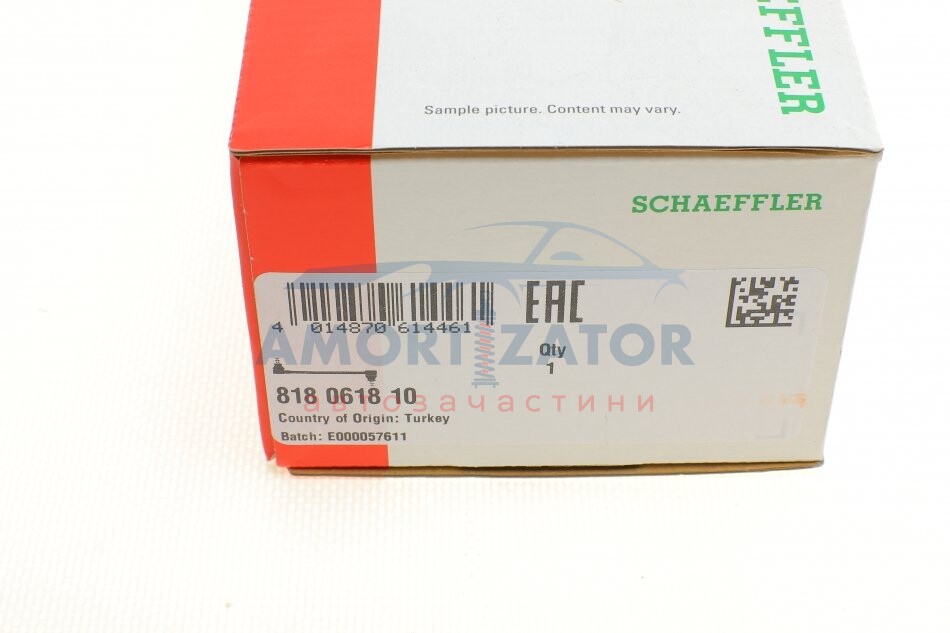 EFFLER
Sample picture. Content may vary.
SCHAEFFLER
4 014870 614461
EAC
AMORTIZATOR
автозачастини
Qty
1
818 0618 10
Country of Origin: Turkey
Batch: E000057611